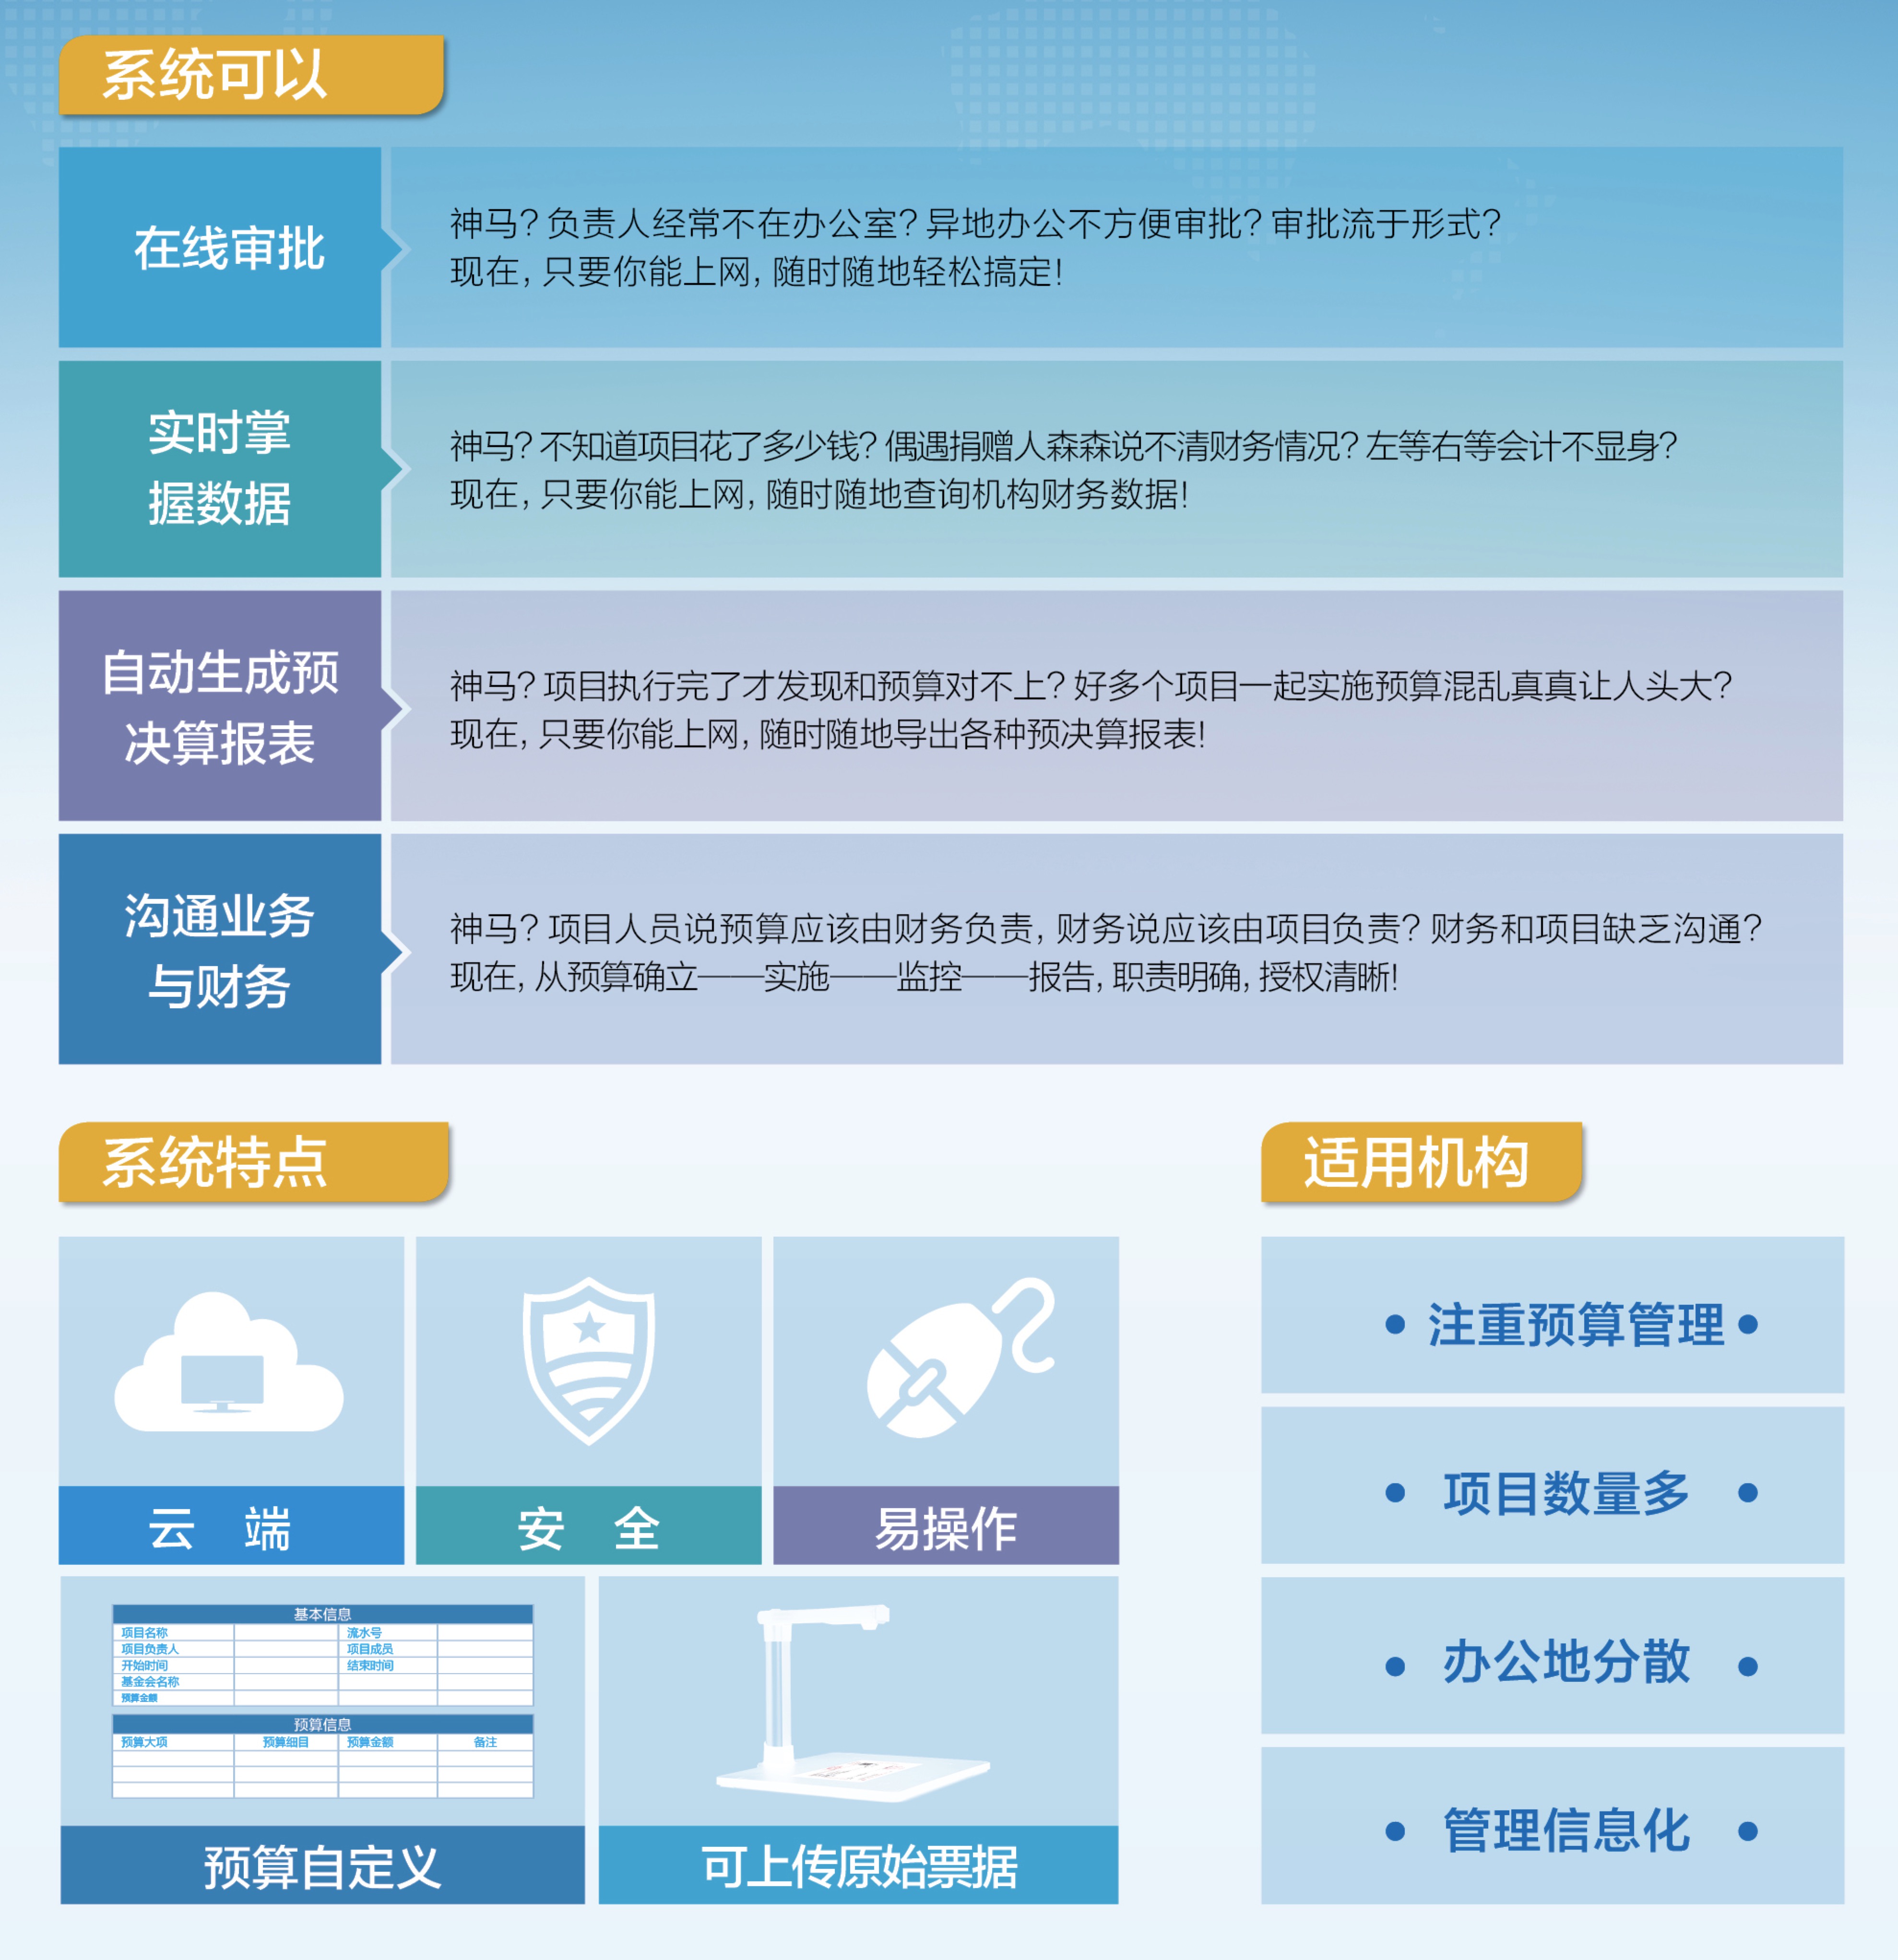 系统可以
在线审批
神马？负责人经常不在办公室？异地办公不方便审批？审批流于形式？
现在，只要你能上网，随时随地轻松搞定！
实时掌
握数据
神马？不知道项目花了多少钱？偶遇捐赠人森森说不清财务情况？左等右等会计不显身？
现在，只要你能上网，随时随地查询机构财务数据！
自动生成预
决算报表
神马？项目执行完了才发现和预算对不上？好多个项目一起实施预算混乱真真让人头大？
现在，只要你能上网，随时随地导出各种预决算报表！
沟通业务
与财务
神马？项目人员说预算应该由财务负责，财务说应该由项目负责？财务和项目缺乏沟通？
现在，从预算确立——实施——监控——报告，职责明确，授权清晰！
系统特点
云 端
安 全
易操作
基本信息
项目名称 流水号
项目负责人 项目成员
开始时间 结束时间
基金会名称
预算金额
预算信息
预算大项 预算细目 预算金额 备注
预算自定义
可上传原始票据
适用机构
• 注重预算管理 •
• 项目数量多 •
• 办公地分散 •
• 管理信息化 •